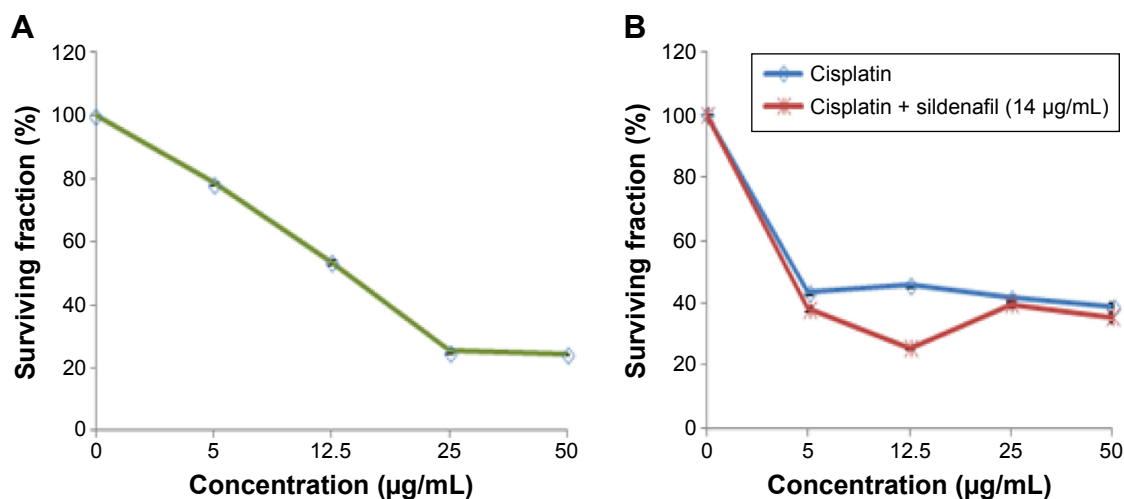 A
Surviving fraction (%)
120
100
80
60
40
20
0
0 5 12.5 25 50
Concentration (µg/mL)
B
Surviving fraction (%)
120
100
80
60
40
20
0
0 5 12.5 25 50
Concentration (µg/mL)
Cisplatin
Cisplatin + sildenafil (14 µg/mL)